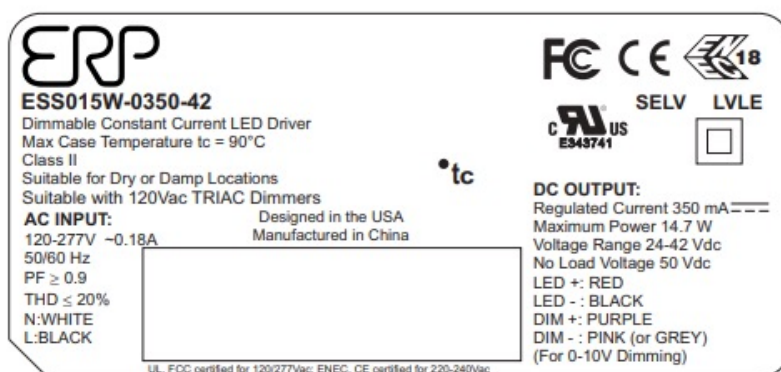 ERP
ESS015W-0350-42
Dimmable Constant Current LED Driver
Max Case Temperature tc = 90°C
Class II
Suitable for Dry or Damp Locations
Suitable with 120Vac TRIAC Dimmers
AC INPUT:
120-277V ~0.18A
50/60 Hz
PF ≥ 0.9
THD ≤ 20%
N:WHITE
L:BLACK
Designed in the USA
Manufactured in China
UL, FCC certified for 120/277Vac; ENEC, CE certified for 220-240Vac
•tc
FC CE ENEC 18
SELV LVLE
C RU US
E343741
DC OUTPUT:
Regulated Current 350 mA
Maximum Power 14.7 W
Voltage Range 24-42 Vdc
No Load Voltage 50 Vdc
LED +: RED
LED - : BLACK
DIM +: PURPLE
DIM - : PINK (or GREY)
(For 0-10V Dimming)